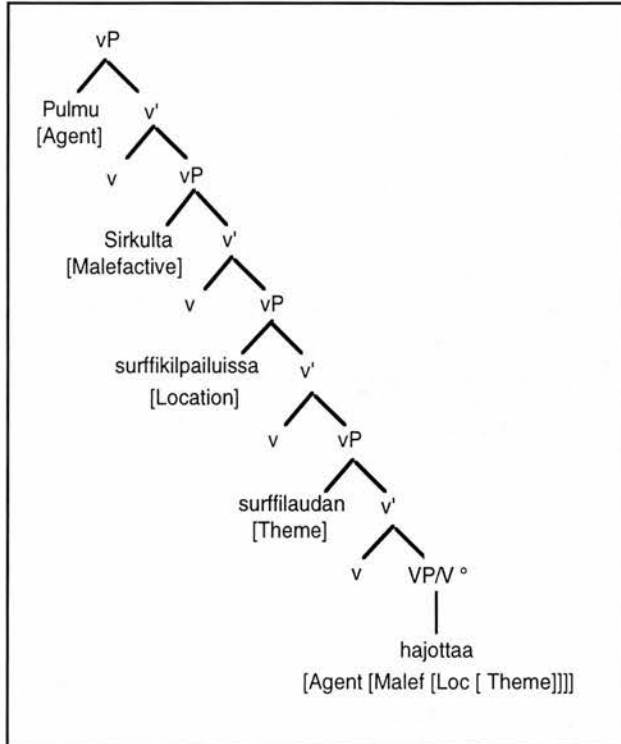 vP
Pulmu
[Agent]
v'
v
vP
Sirkulta
[Malefactive]
v'
v
vP
surffikilpailuissa
[Location]
v'
v
vP
surffilaudan
[Theme]
v'
v
VP/V °
hajottaa
[Agent [Malef [Loc [ Theme]]]]